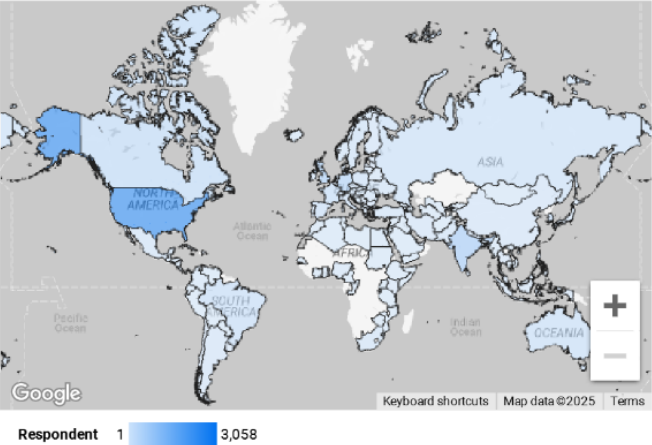 NORTH
AMERICA
ASIA
Atlantic
Ocean
AFRICA
SOUTH
AMERICA
Pacific
Ocean
Indian
Ocean
OCEANIA
+
−
Google
Keyboard shortcuts
Map data ©2025
Terms
Respondent 1 3,058